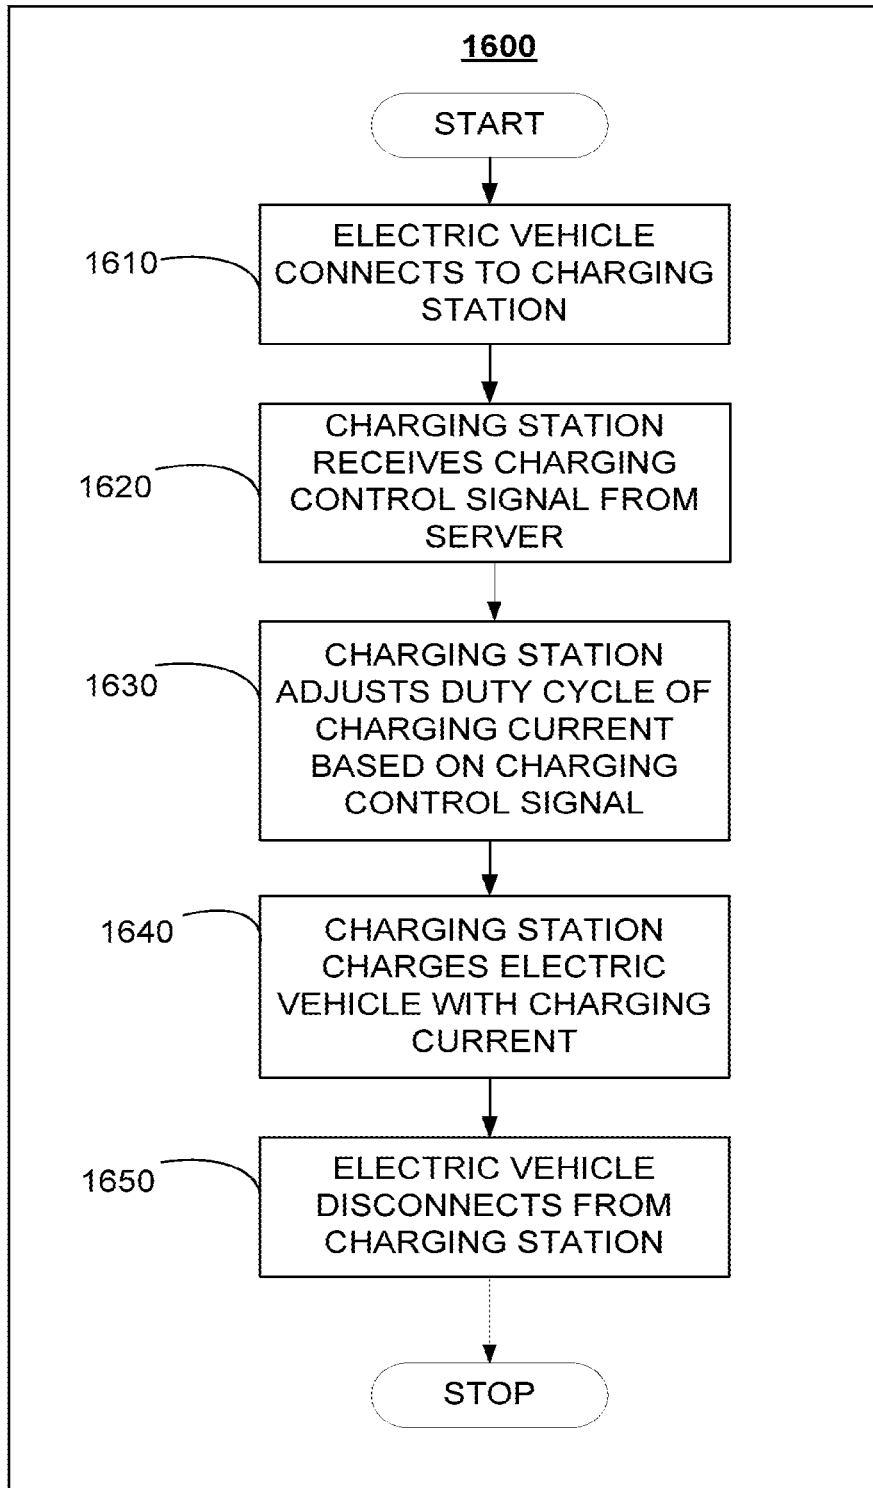 1600
START
1610
ELECTRIC VEHICLE
CONNECTS TO CHARGING
STATION
1620
CHARGING STATION
RECEIVES CHARGING
CONTROL SIGNAL FROM
SERVER
1630
CHARGING STATION
ADJUSTS DUTY CYCLE OF
CHARGING CURRENT
BASED ON CHARGING
CONTROL SIGNAL
1640
CHARGING STATION
CHARGES ELECTRIC
VEHICLE WITH CHARGING
CURRENT
1650
ELECTRIC VEHICLE
DISCONNECTS FROM
CHARGING STATION
STOP